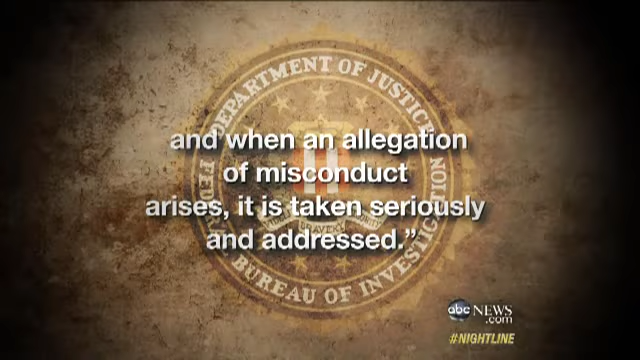 DEPARTMENT OF JUSTICE
and when an allegation
of misconduct
arises, it is taken seriously
and addressed.”
FEDERAL BUREAU OF INVESTIGATION
BRAVERY
abc NEWS
.com
#NIGHTLINE